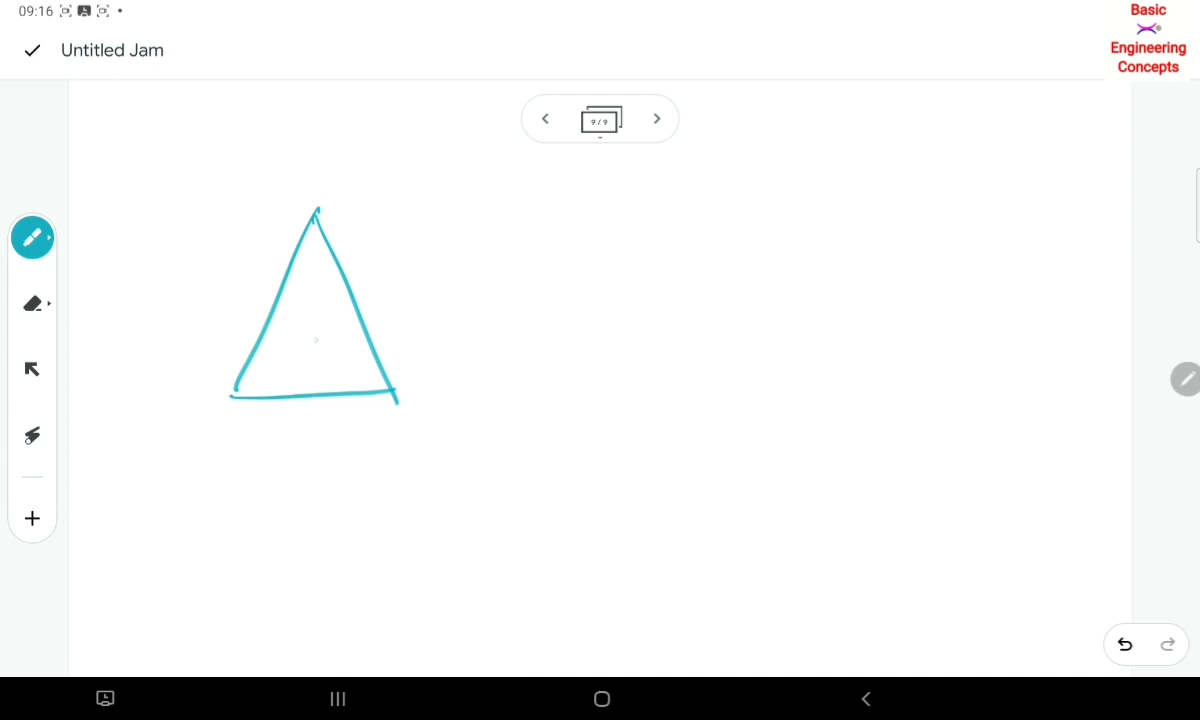 09:16
Untitled Jam
Basic
Engineering
Concepts
9 / 9